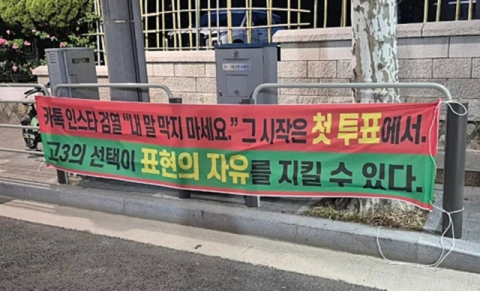 카톡 인스타 검열 "내 말 막지 마세요." 그 시작은 첫 투표에서.
고3의 선택이 표현의 자유를 지킬 수 있다.